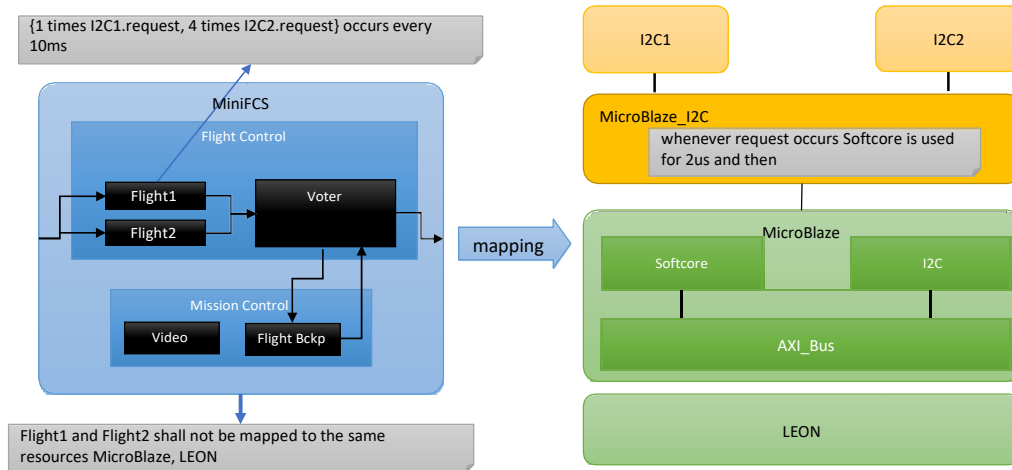 {1 times I2C1.request, 4 times I2C2.request} occurs every
10ms
MiniFCS
Flight Control
Flight1
Flight2
Voter
Mission Control
Video
Flight Bckp
Flight1 and Flight2 shall not be mapped to the same
resources MicroBlaze, LEON
mapping
I2C1
I2C2
MicroBlaze_I2C
whenever request occurs Softcore is used
for 2us and then
MicroBlaze
Softcore
I2C
AXI_Bus
LEON